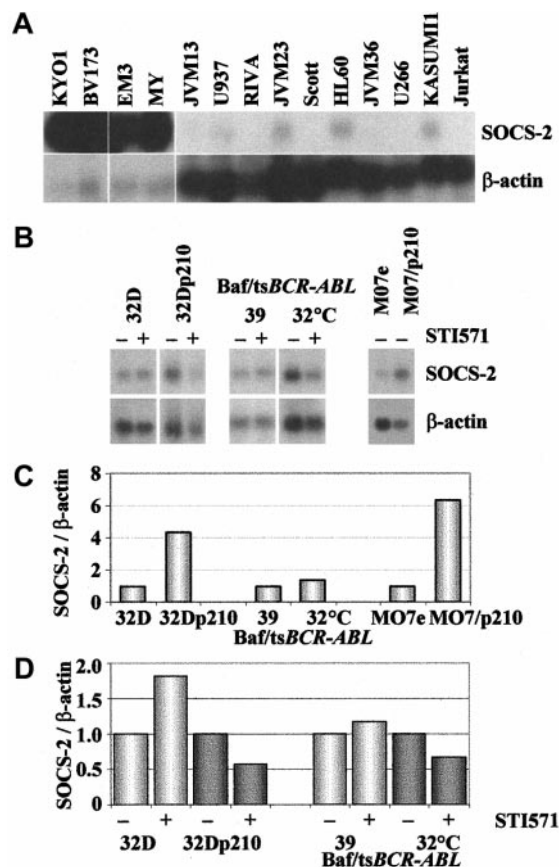 A
KYO1
BV173
EM3
MY
JVM13
U937
RIVA
JVM23
Scott
HL60
JVM36
U266
KASUMI1
Jurkat
SOCS-2
β-actin
B
32D
32Dp210
Baf/tsBCR-ABL
39 32°C
M07e
M07/p210
– + – + – + – + – – STI571
SOCS-2
β-actin
C
SOCS-2 / β-actin
8
6
4
2
0
32D 32Dp210 39 32°C MO7e MO7/p210
Baf/tsBCR-ABL
D
SOCS-2 / β-actin
2.0
1.5
1.0
0.5
0
– + – + – + – + STI571
32D 32Dp210 39 32°C
Baf/tsBCR-ABL